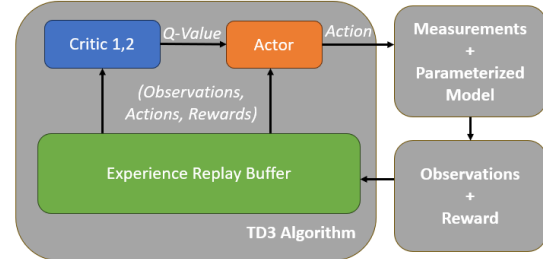 Critic 1,2
Q-Value
Actor
Action
Measurements
+
Parameterized
Model
(Observations,
Actions, Rewards)
Experience Replay Buffer
Observations
+
Reward
TD3 Algorithm